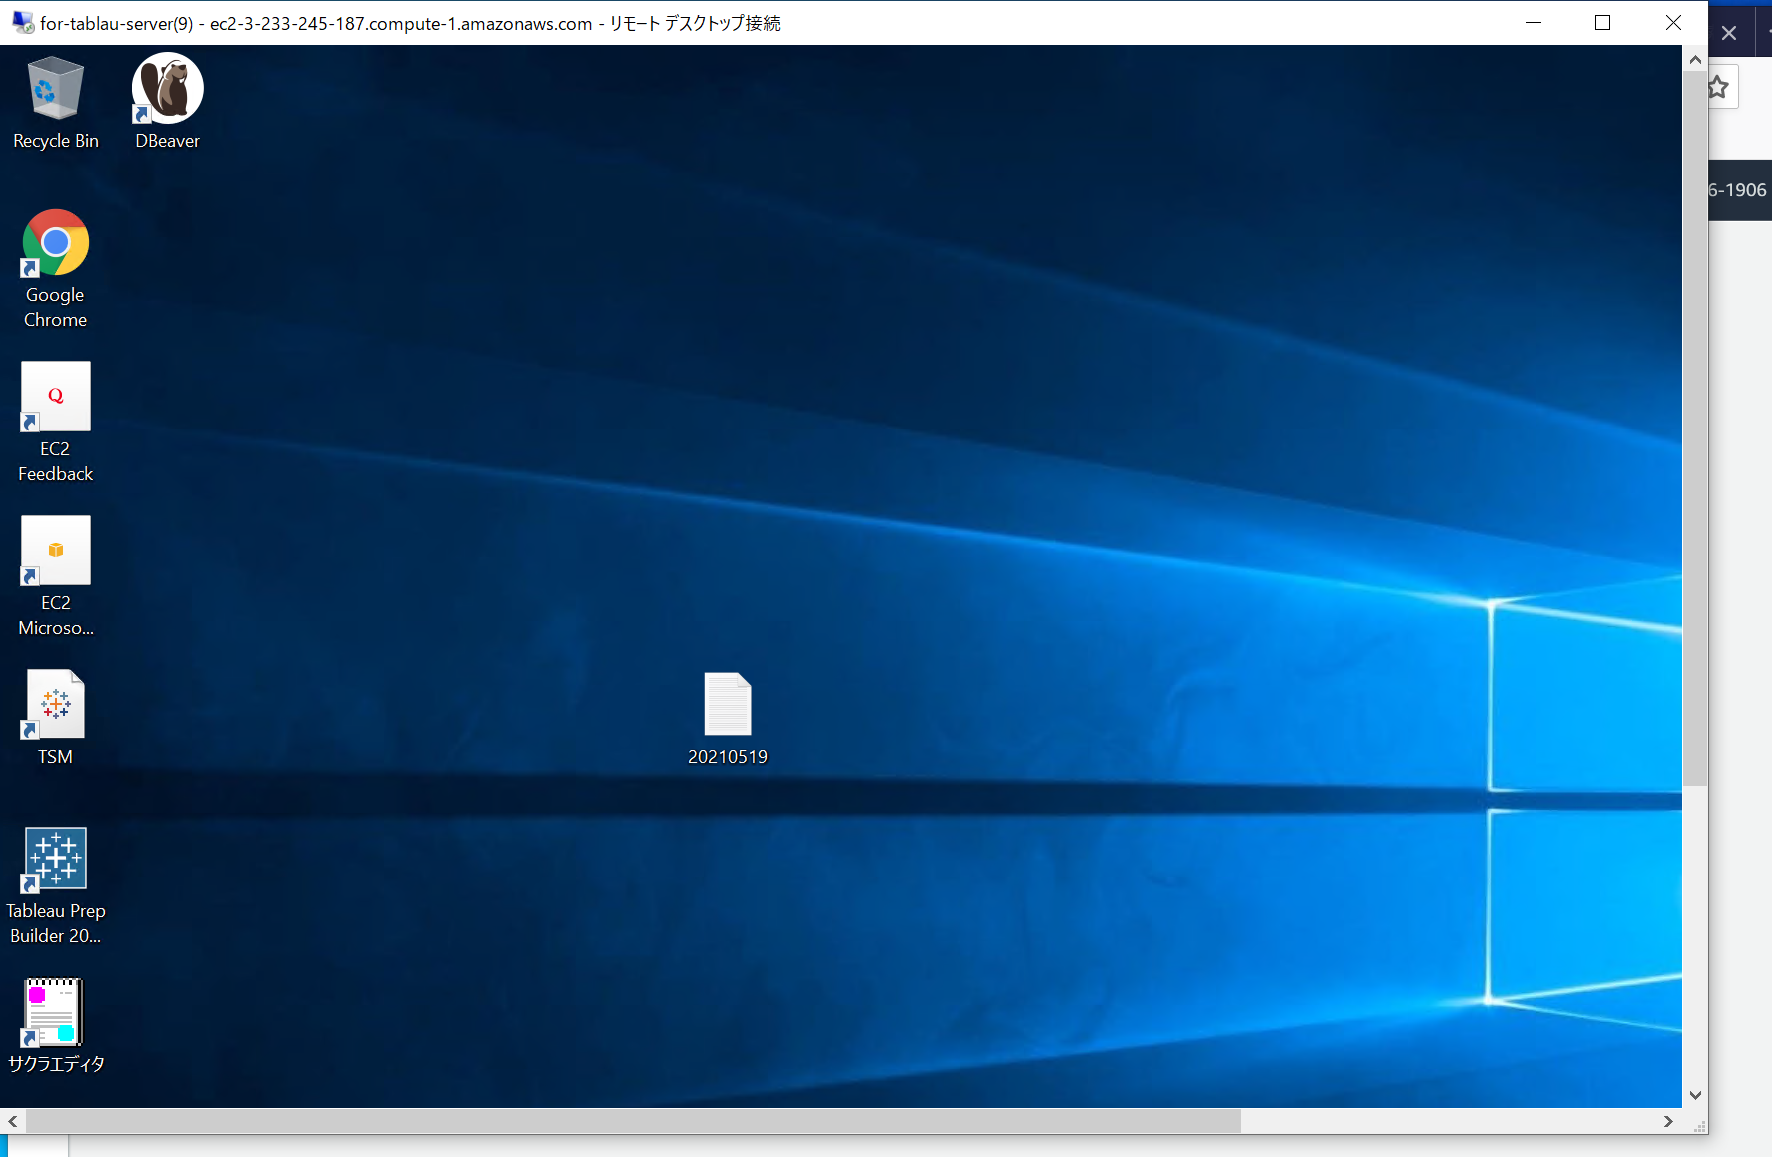 for-tablau-server(9) - ec2-3-233-245-187.compute-1.amazonaws.com - リモート デスクトップ接続
6-1906
Recycle Bin
DBeaver
Google
Chrome
Q
EC2
Feedback
EC2
Microso...
TSM
20210519
Tableau Prep
Builder 20...
サクラエディタ